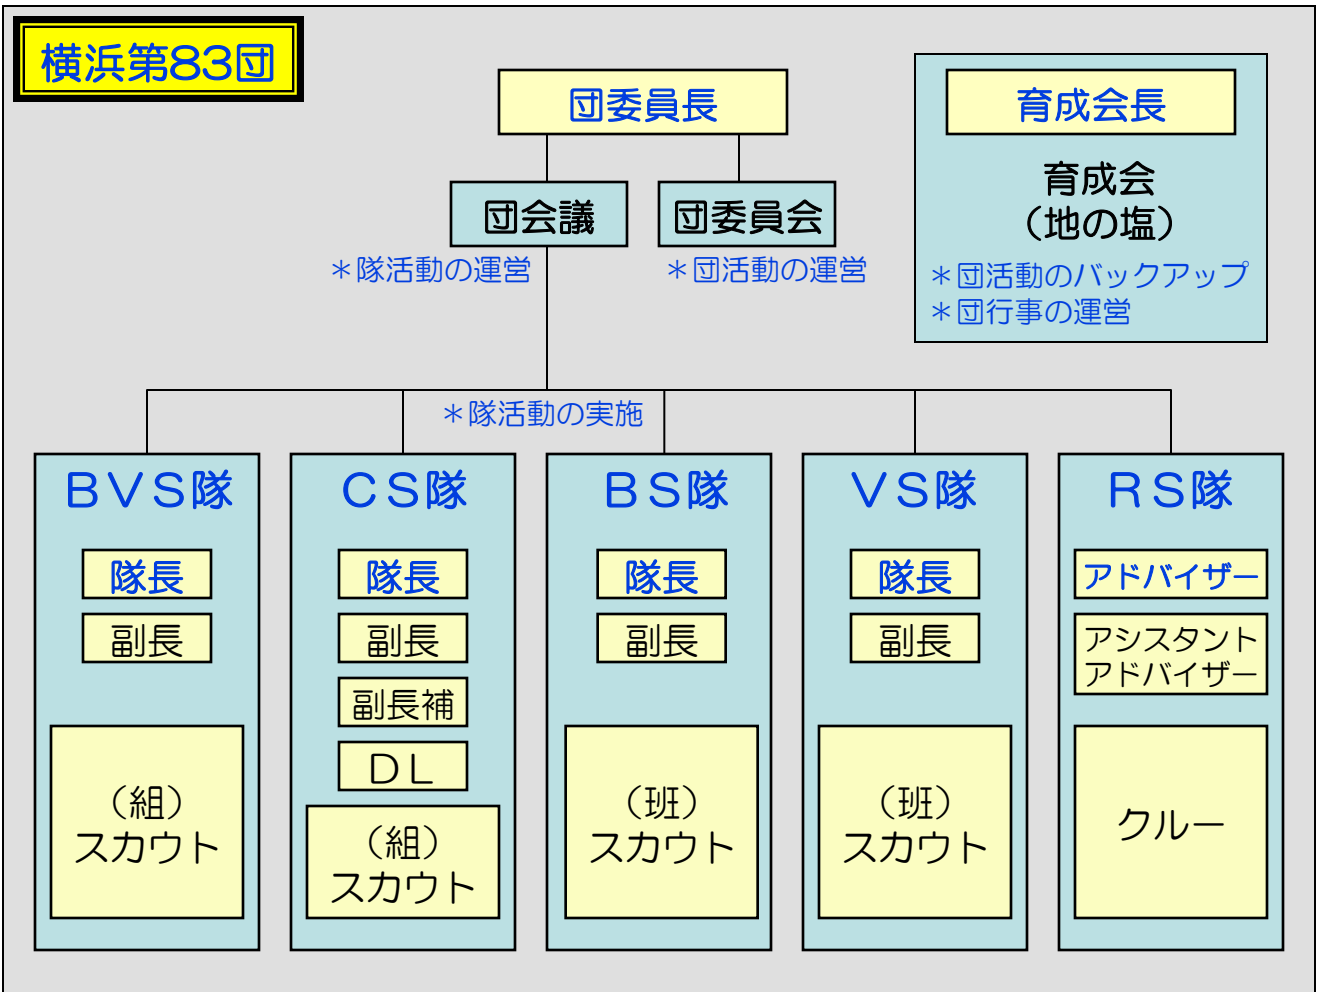 横浜第83団
団委員長
育成会長
団会議
団委員会
育成会
（地の塩）
＊隊活動の運営
＊団活動の運営
＊団活動のバックアップ
＊団行事の運営
＊隊活動の実施
ＢＶＳ隊
隊長
副長
（組）
スカウト
ＣＳ隊
隊長
副長
副長補
ＤＬ
（組）
スカウト
ＢＳ隊
隊長
副長
（班）
スカウト
ＶＳ隊
隊長
副長
（班）
スカウト
ＲＳ隊
アドバイザー
アシスタント
アドバイザー
クルー